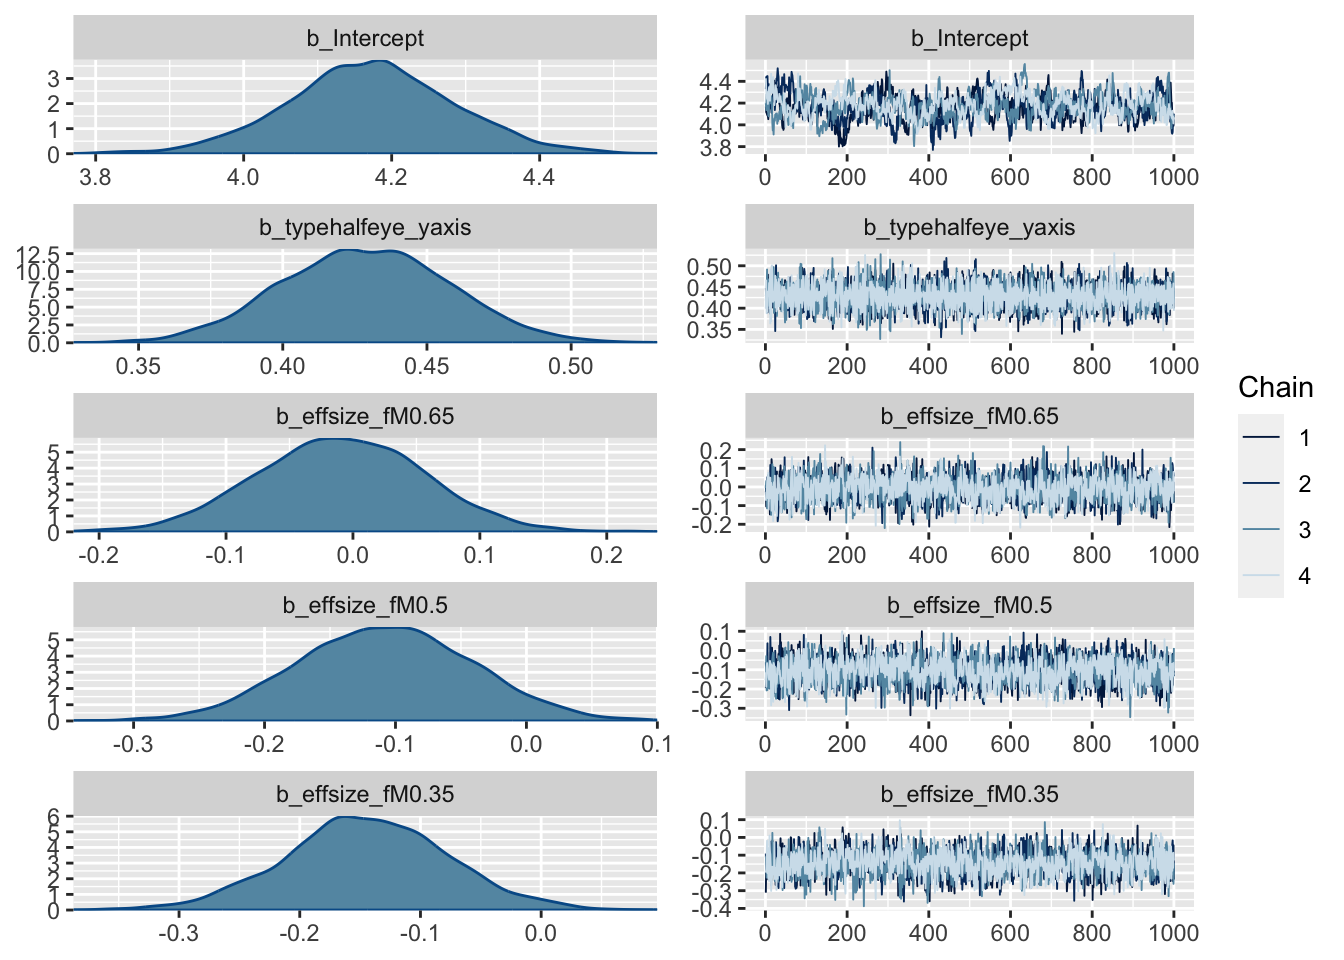 b_Intercept
3
2
1
0
3.8 4.0 4.2 4.4
b_Intercept
4.4
4.2
4.0
3.8
0 200 400 600 800 1000
b_typehalfeye_yaxis
12.5
10.0
7.5
5.0
2.5
0.0
0.35 0.40 0.45 0.50
b_typehalfeye_yaxis
0.50
0.45
0.40
0.35
0 200 400 600 800 1000
b_effsize_fM0.65
5
4
3
2
1
0
-0.2 -0.1 0.0 0.1 0.2
b_effsize_fM0.65
0.2
0.1
0.0
-0.1
-0.2
0 200 400 600 800 1000
b_effsize_fM0.5
5
4
3
2
1
0
-0.3 -0.2 -0.1 0.0 0.1
b_effsize_fM0.5
0.1
0.0
-0.1
-0.2
-0.3
0 200 400 600 800 1000
b_effsize_fM0.35
6
5
4
3
2
1
0
-0.3 -0.2 -0.1 0.0
b_effsize_fM0.35
0.1
0.0
-0.1
-0.2
-0.3
-0.4
0 200 400 600 800 1000
Chain
1
2
3
4